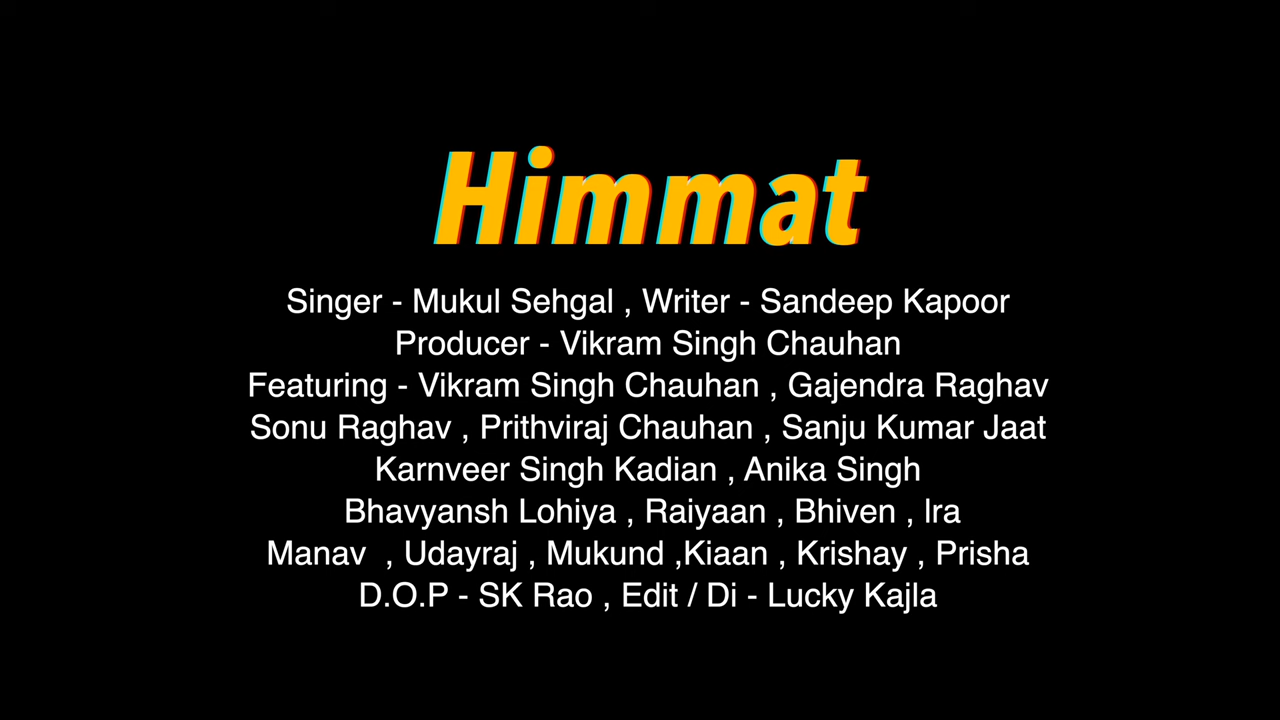 Himmat
Singer - Mukul Sehgal , Writer - Sandeep Kapoor
Producer - Vikram Singh Chauhan
Featuring - Vikram Singh Chauhan , Gajendra Raghav
Sonu Raghav , Prithviraj Chauhan , Sanju Kumar Jaat
Karnveer Singh Kadian , Anika Singh
Bhavyansh Lohiya , Raiyaan , Bhiven , Ira
Manav  , Udayraj , Mukund ,Kiaan , Krishay , Prisha
D.O.P - SK Rao , Edit / Di - Lucky Kajla